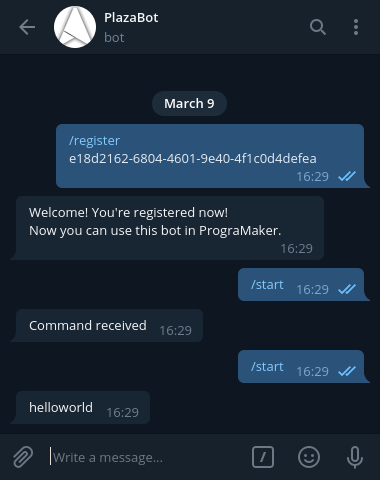 PlazaBot
bot
March 9
/register
e18d2162-6804-4601-9e40-4f1c0d4defea
16:29
Welcome! You're registered now!
Now you can use this bot in PrograMaker.
16:29
/start 16:29
Command received 16:29
/start 16:29
helloworld 16:29
Write a message...